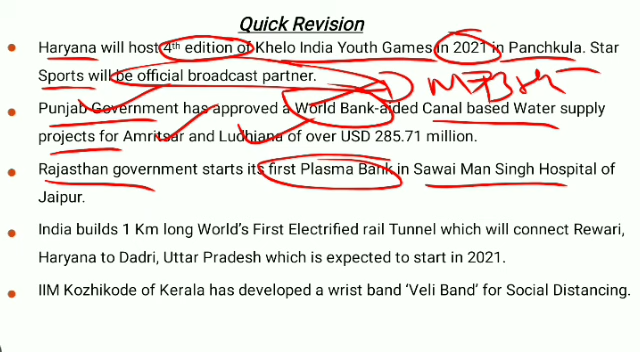 Quick Revision
Haryana will host 4th edition of Khelo India Youth Games in 2021 in Panchkula. Star
Sports will be official broadcast partner.
Punjab Government has approved a World Bank-aided Canal based Water supply
projects for Amritsar and Ludhiana of over USD 285.71 million.
Rajasthan government starts its first Plasma Bank in Sawai Man Singh Hospital of
Jaipur.
India builds 1 Km long World's First Electrified rail Tunnel which will connect Rewari,
Haryana to Dadri, Uttar Pradesh which is expected to start in 2021.
IIM Kozhikode of Kerala has developed a wrist band 'Veli Band' for Social Distancing.